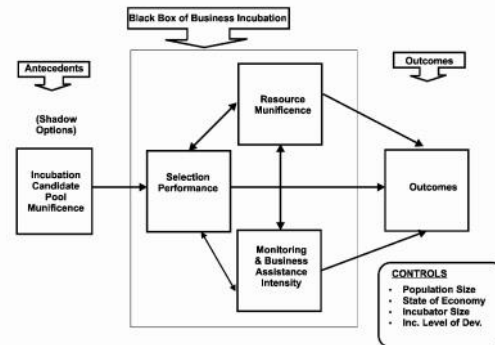 Black Box of Business Incubation
Antecedents
Outcomes
(Shadow
Options)
Resource
Munificence
Incubation
Candidate
Pool
Munificence
Selection
Performance
Outcomes
Monitoring
& Business
Assistance
Intensity
CONTROLS
• Population Size
• State of Economy
• Incubator Size
• Inc. Level of Dev.